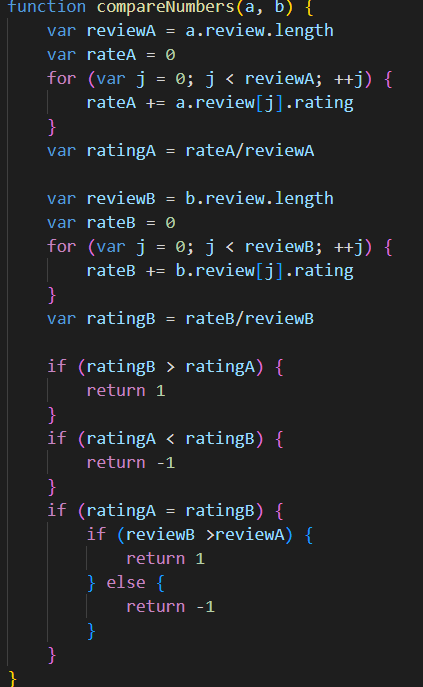 function compareNumbers(a, b) {
    var reviewA = a.review.length
    var rateA = 0
    for (var j = 0; j < reviewA; ++j) {
        rateA += a.review[j].rating
    }
    var ratingA = rateA/reviewA

    var reviewB = b.review.length
    var rateB = 0
    for (var j = 0; j < reviewB; ++j) {
        rateB += b.review[j].rating
    }
    var ratingB = rateB/reviewB

    if (ratingB > ratingA) {
        return 1
    }
    if (ratingA < ratingB) {
        return -1
    }
    if (ratingA = ratingB) {
        if (reviewB >reviewA) {
            return 1
        } else {
            return -1
        }
    }
}